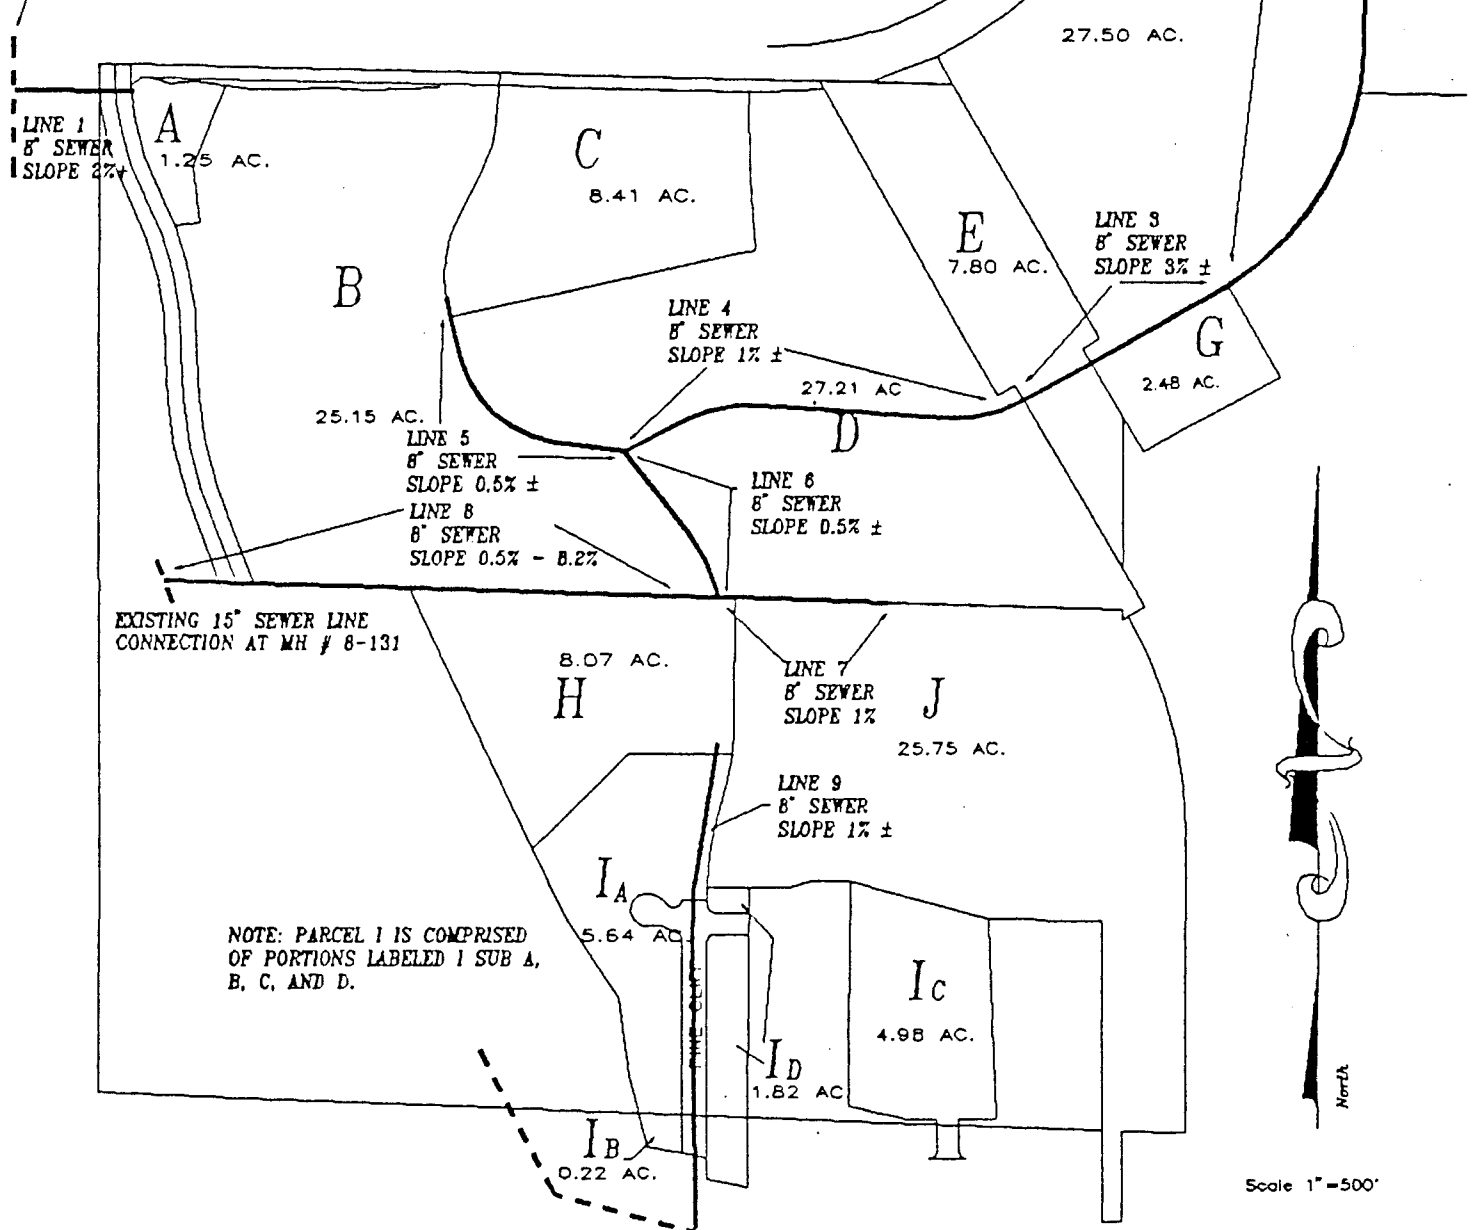 27.50 AC.
LINE 1
8" SEWER
SLOPE 2%±
A
1.25 AC.
C
8.41 AC.
E
7.80 AC.
LINE 3
8" SEWER
SLOPE 3% ±
B
LINE 4
8" SEWER
SLOPE 1% ±
G
2.48 AC.
27.21 AC
D
25.15 AC.
LINE 5
8" SEWER
SLOPE 0.5% ±
LINE 6
8" SEWER
SLOPE 0.5% ±
LINE 8
8" SEWER
SLOPE 0.5% - 8.2%
EXISTING 15" SEWER LINE
CONNECTION AT MH # 8-131
8.07 AC.
H
LINE 7
8" SEWER
SLOPE 1%
J
25.75 AC.
LINE 9
8" SEWER
SLOPE 1% ±
IA
5.64 AC.
NOTE: PARCEL I IS COMPRISED
OF PORTIONS LABELED I SUB A,
B, C, AND D.
IC
4.98 AC.
PINE CLIFF
ID
1.82 AC
IB
0.22 AC.
North
Scale 1"=500'